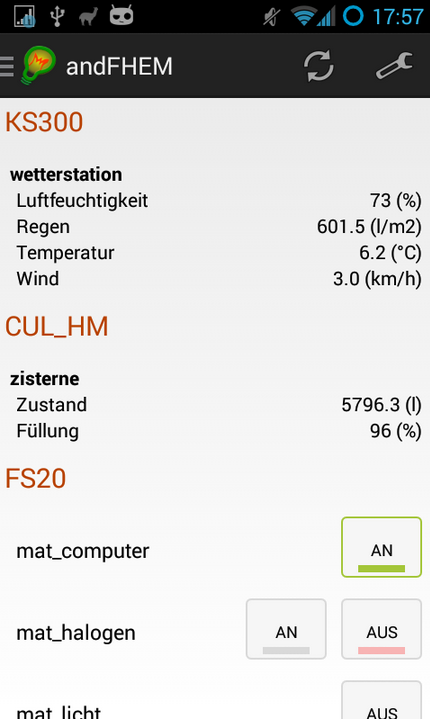 17:57
andFHEM
KS300
wetterstation
Luftfeuchtigkeit 73 (%)
Regen 601.5 (l/m2)
Temperatur 6.2 (°C)
Wind 3.0 (km/h)
CUL_HM
zisterne
Zustand 5796.3 (l)
Füllung 96 (%)
FS20
mat_computer AN
mat_halogen AN AUS
mat_licht AUS